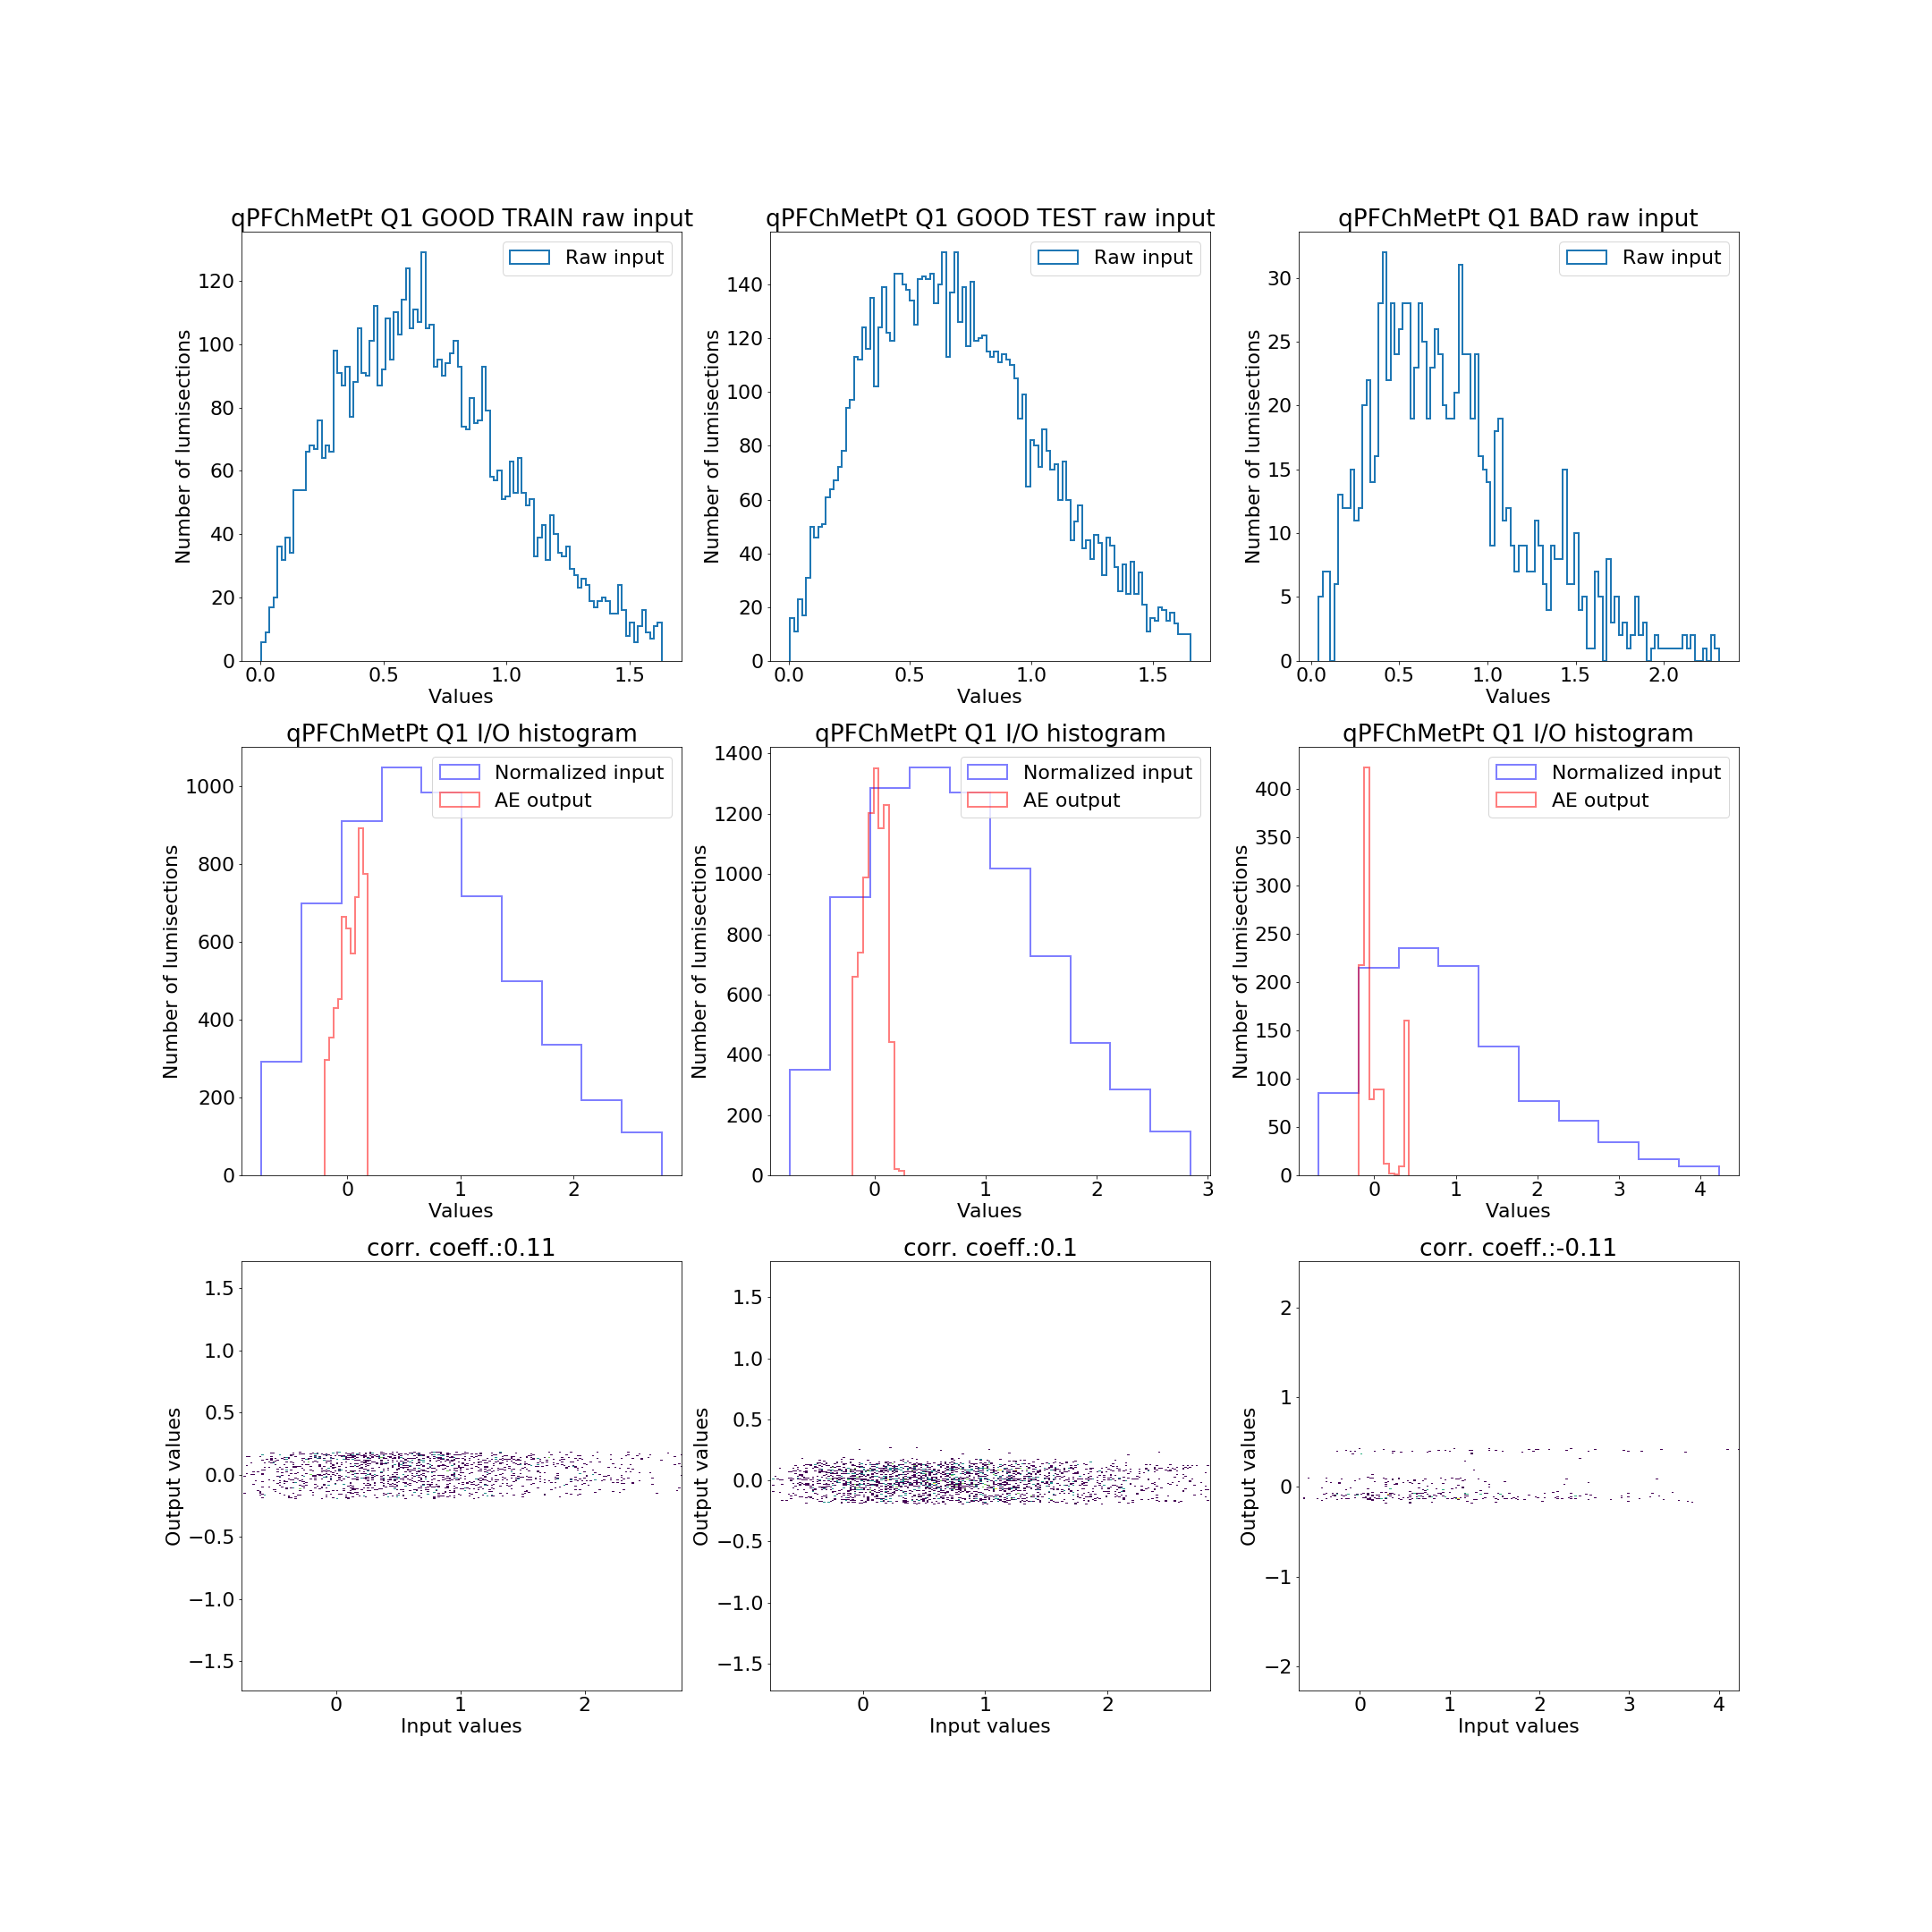 qPFChMetPt Q1 GOOD TRAIN raw input
Raw input
Number of lumisections
120
100
80
60
40
20
0
0.0 0.5 1.0 1.5
Values
qPFChMetPt Q1 GOOD TEST raw input
Raw input
Number of lumisections
140
120
100
80
60
40
20
0
0.0 0.5 1.0 1.5
Values
qPFChMetPt Q1 BAD raw input
Raw input
Number of lumisections
30
25
20
15
10
5
0
0.0 0.5 1.0 1.5 2.0
Values
qPFChMetPt Q1 I/O histogram
Normalized input
AE output
Number of lumisections
1000
800
600
400
200
0
0 1 2
Values
qPFChMetPt Q1 I/O histogram
Normalized input
AE output
Number of lumisections
1400
1200
1000
800
600
400
200
0
0 1 2 3
Values
qPFChMetPt Q1 I/O histogram
Normalized input
AE output
Number of lumisections
400
350
300
250
200
150
100
50
0
0 1 2 3 4
Values
corr. coeff.:0.11
Output values
1.5
1.0
0.5
0.0
−0.5
−1.0
−1.5
0 1 2
Input values
corr. coeff.:0.1
Output values
1.5
1.0
0.5
0.0
−0.5
−1.0
−1.5
0 1 2
Input values
corr. coeff.:-0.11
Output values
2
1
0
−1
−2
0 1 2 3 4
Input values